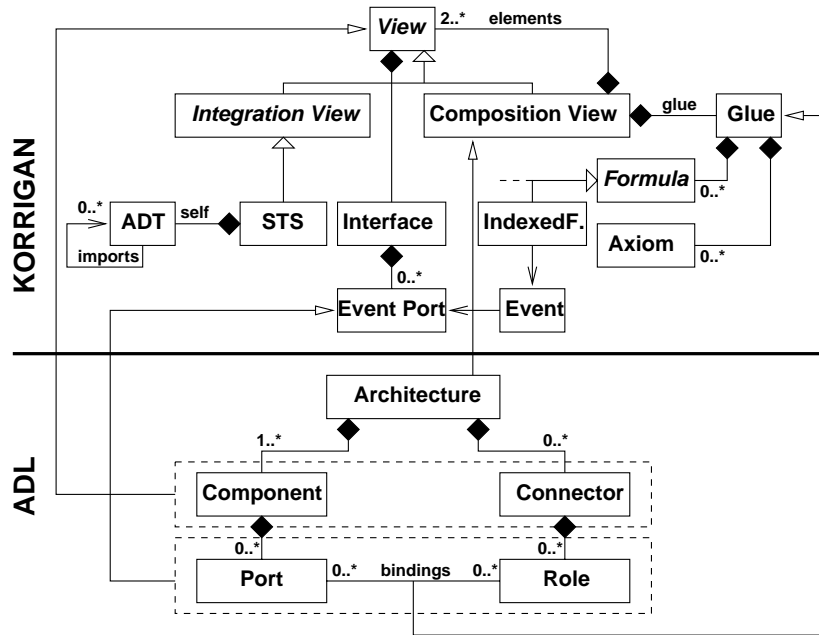 View
2..*
elements
Integration View
Composition View
glue
Glue
KORRIGAN
Formula
0..*
0..*
ADT
self
STS
Interface
IndexedF.
Axiom
imports
0..*
0..*
Event Port
Event
Architecture
1..*
0..*
ADL
Component
Connector
0..*
0..*
Port
0..*
bindings
0..*
Role